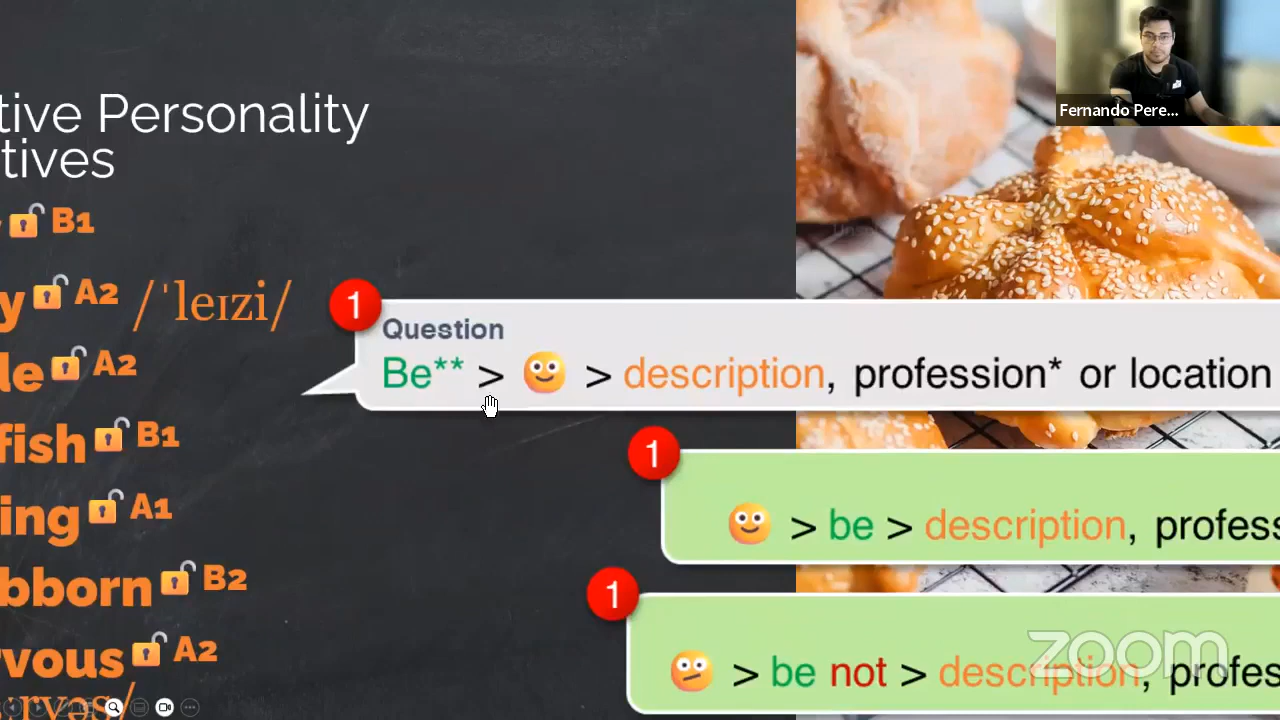 tive Personality
tives
B1
y A2 /ˈleɪzi/
le A2
fish B1
ing A1
bborn B2
vous A2
rvəs/
1
Question
Be** > > description, profession* or location
1
> be > description, profess
1
> be not > description, profes
Fernando Pere...
zoom